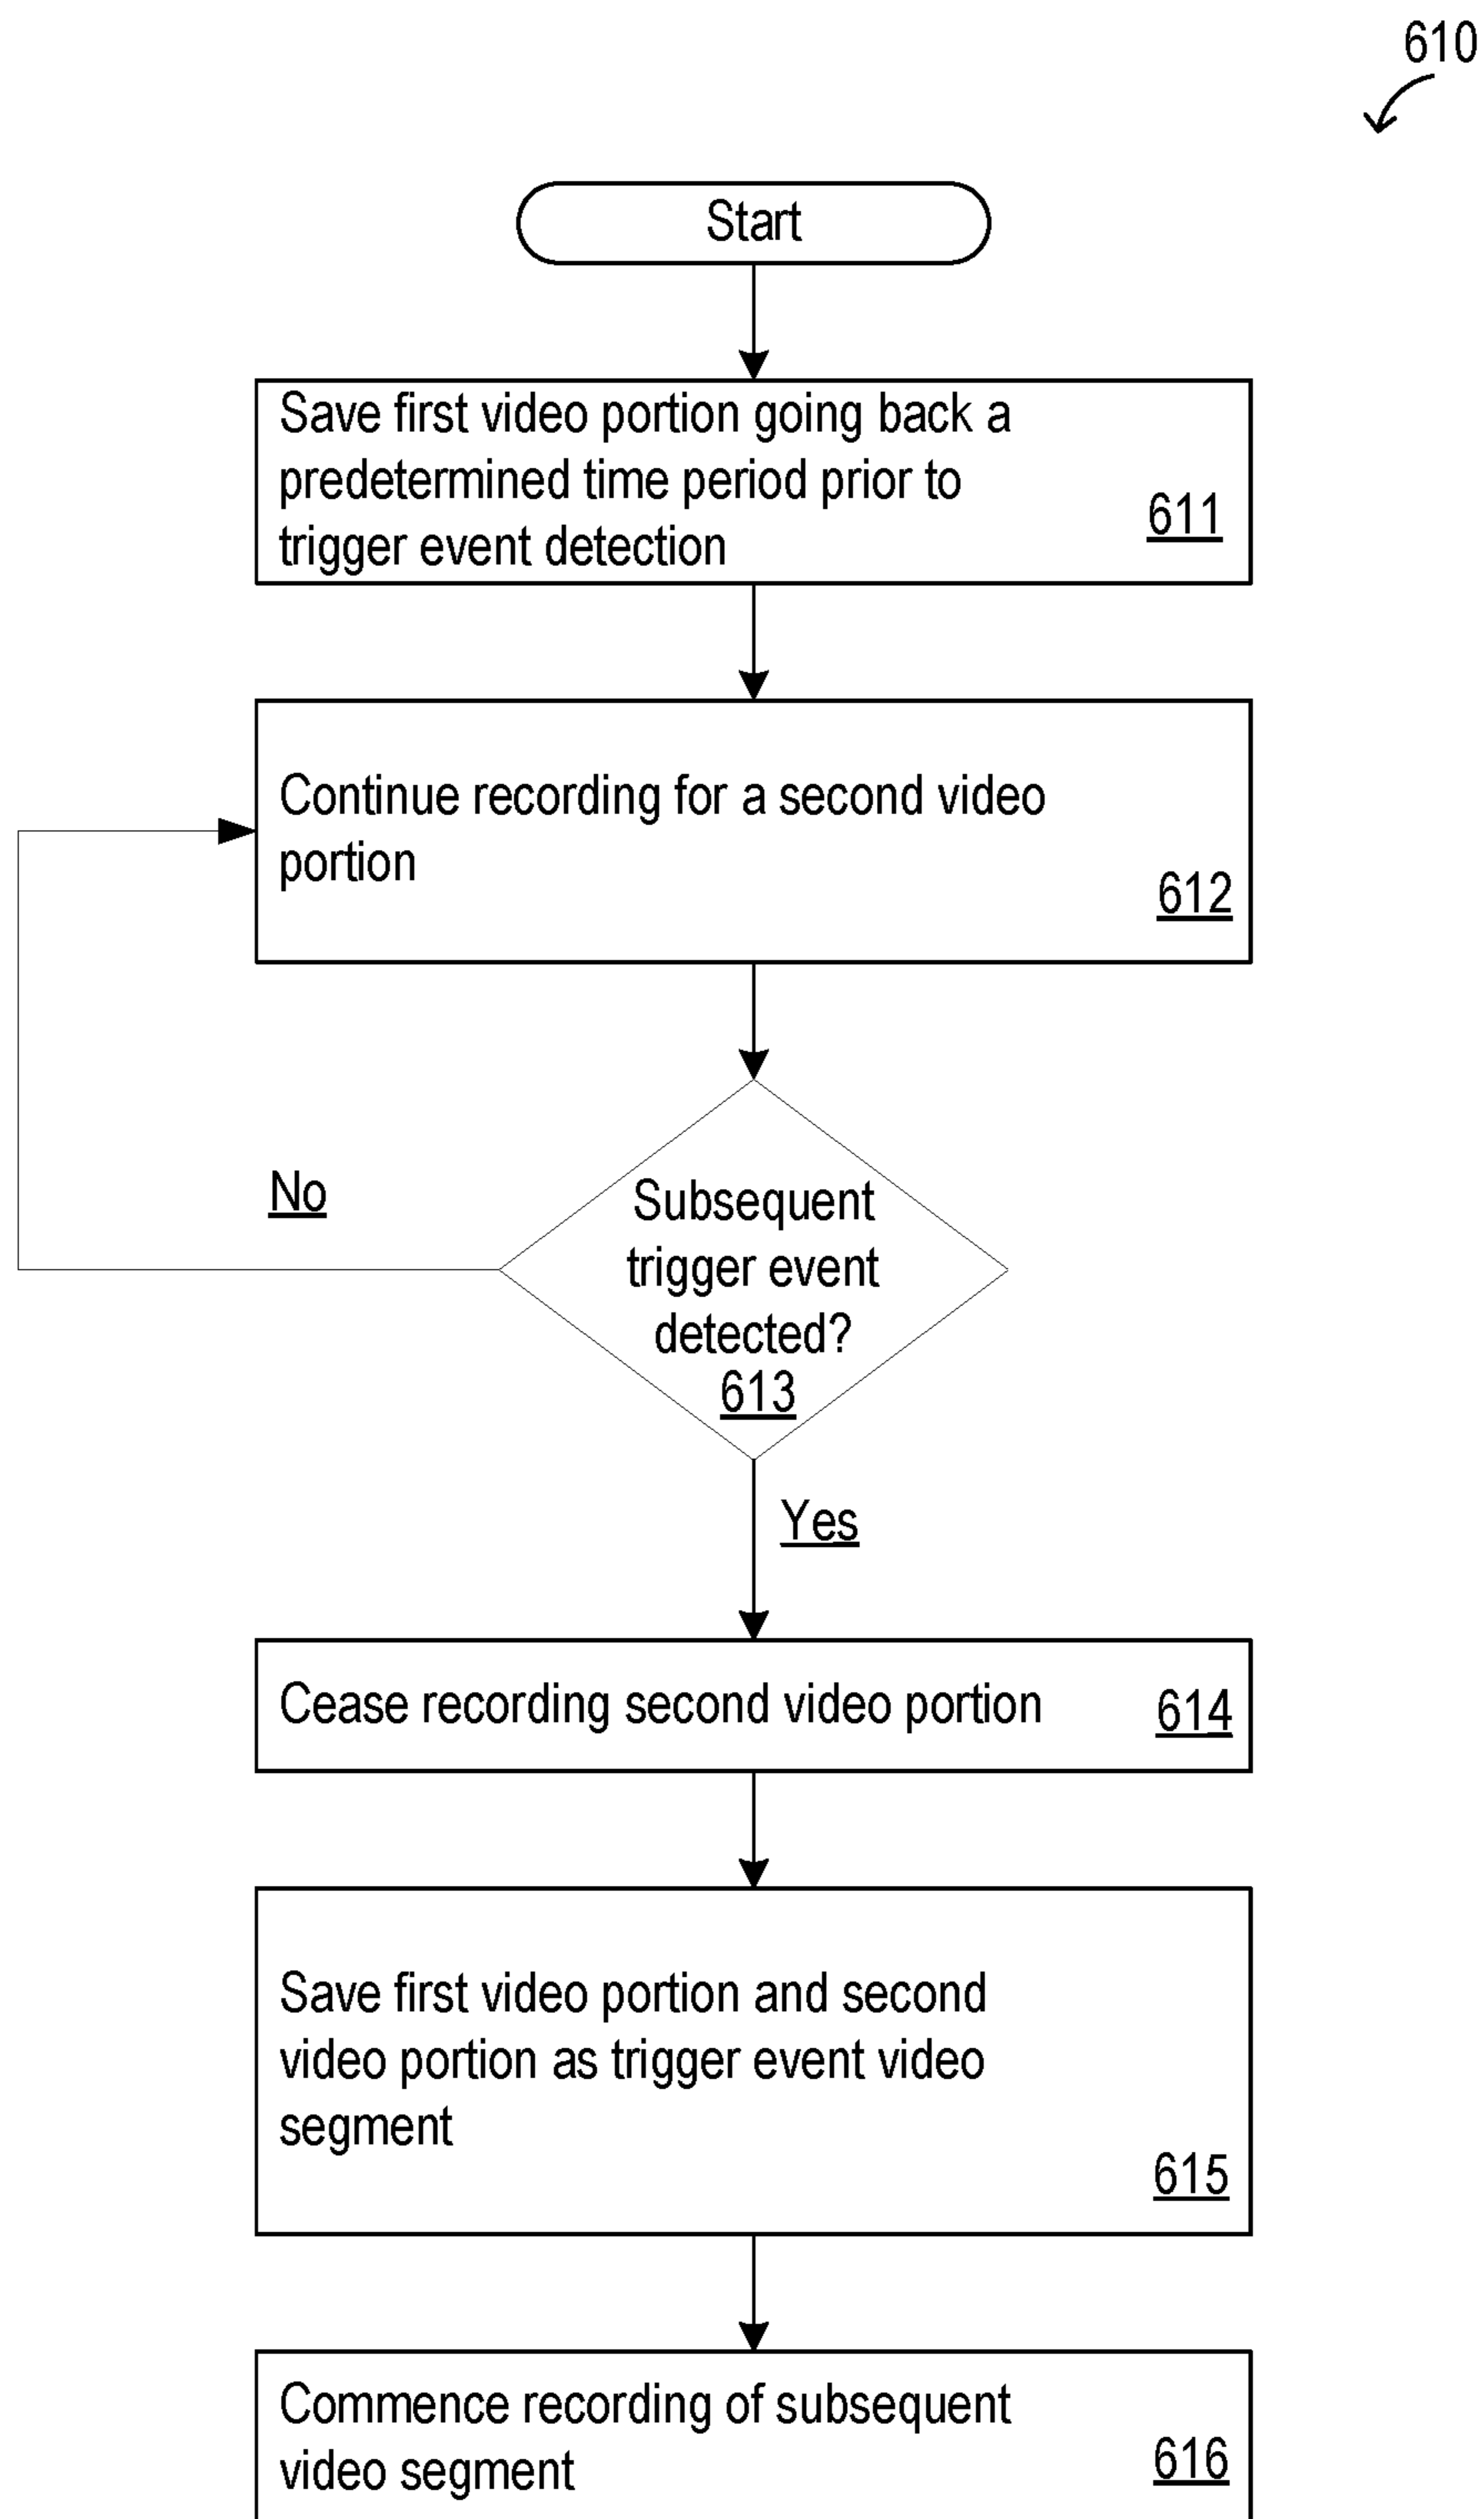 610
Start
Save first video portion going back a
predetermined time period prior to
trigger event detection
611
Continue recording for a second video
portion
612
No
Subsequent
trigger event
detected?
613
Yes
Cease recording second video portion
614
Save first video portion and second
video portion as trigger event video
segment
615
Commence recording of subsequent
video segment
616